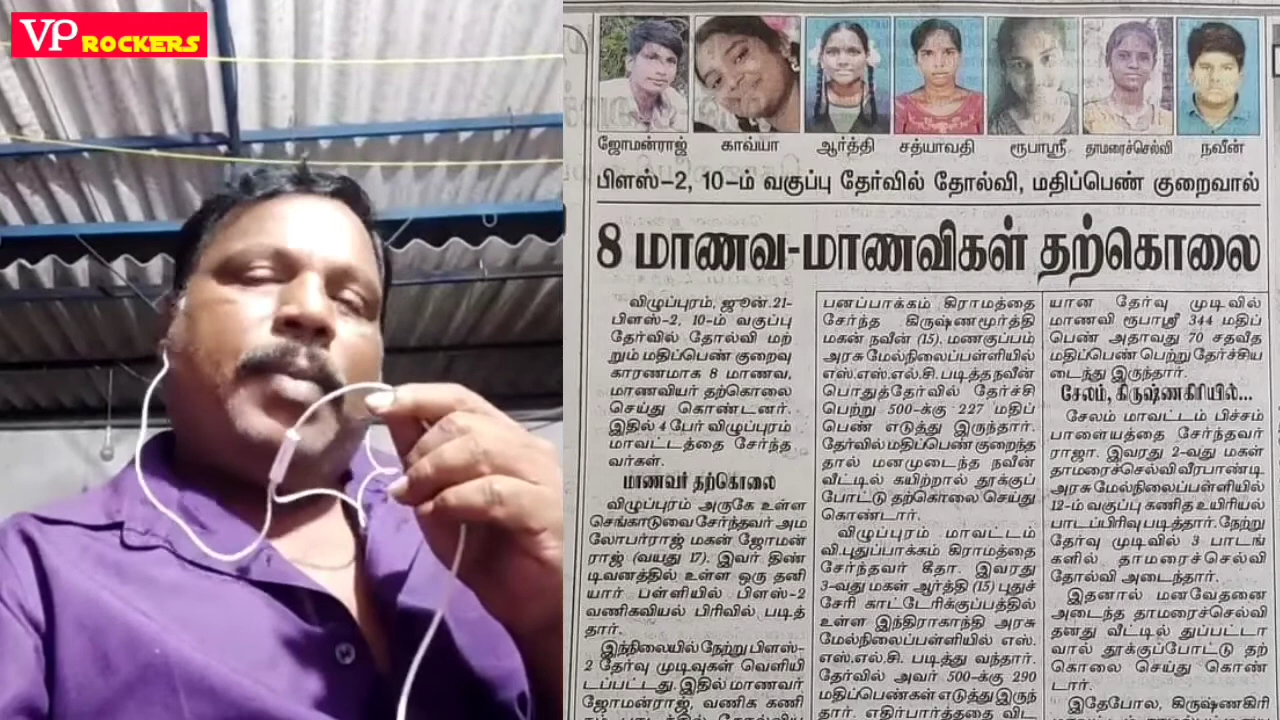 VP ROCKERS
ஜோமன்ராஜ் காவ்யா ஆர்த்தி சத்யாவதி ரூபாஸ்ரீ தாமரைச்செல்வி நவீன்
பிளஸ்-2, 10-ம் வகுப்பு தேர்வில் தோல்வி, மதிப்பெண் குறைவால்
8 மாணவ-மாணவிகள் தற்கொலை
விழுப்புரம், ஜூன்.21-
பிளஸ்-2, 10-ம் வகுப்பு
தேர்வில் தோல்வி மற்
றும் மதிப்பெண் குறைவு
காரணமாக 8 மாணவ,
மாணவியர் தற்கொலை
செய்து கொண்டனர்.
இதில் 4 பேர் விழுப்புரம்
மாவட்டத்தை சேர்ந்த
வர்கள்.
மாணவர் தற்கொலை
விழுப்புரம் அருகே உள்ள
செங்காடுவை சேர்ந்தவர் அம
லோபர்ராஜ் மகன் ஜோமன்
ராஜ் (வயது 17). இவர் திண்
டிவனத்தில் உள்ள ஒரு தனி
யார் பள்ளியில் பிளஸ்-2
வணிகவியல் பிரிவில் படித்
தார்.
இந்நிலையில் நேற்று பிளஸ்-
2 தேர்வு முடிவுகள் வெளியி
டப்பட்டது. இதில் மாணவர்
ஜோமன்ராஜ், வணிக கணி
பனப்பாக்கம் கிராமத்தை
சேர்ந்த கிருஷ்ணமூர்த்தி
மகன் நவீன் (15). மணகுப்பம்
அரசு மேல்நிலைப்பள்ளியில்
எஸ்.எஸ்.எல்.சி. படித்த நவீன்
பொதுத்தேர்வில் தேர்ச்சி
பெற்று 500-க்கு 227 மதிப்
பெண் எடுத்து இருந்தார்.
தேர்வில் மதிப்பெண் குறைந்த
தால் மனமுடைந்த நவீன்
வீட்டில் கயிற்றால் தூக்குப்
போட்டு தற்கொலை செய்து
கொண்டார்.
விழுப்புரம் மாவட்டம்
வி.புதுப்பாக்கம் கிராமத்தை
சேர்ந்தவர் கீதா. இவரது
3-வது மகள் ஆர்த்தி (15) புதுச்
சேரி காட்டேரிக்குப்பத்தில்
உள்ள இந்திராகாந்தி அரசு
மேல்நிலைப்பள்ளியில் எஸ்.
எஸ்.எல்.சி. படித்து வந்தார்.
தேர்வில் அவர் 500-க்கு 290
மதிப்பெண்கள் எடுத்து இருந்
தார். எதிர்பார்த்ததை விட
யான தேர்வு முடிவில்
மாணவி ரூபாஸ்ரீ 344 மதிப்
பெண் அதாவது 70 சதவீத
மதிப்பெண் பெற்று தேர்ச்சிய
டைந்து இருந்தார்.
சேலம், கிருஷ்ணகிரியில்...
சேலம் மாவட்டம் பிச்சம்
பாளையத்தை சேர்ந்தவர்
ராஜா. இவரது 2-வது மகள்
தாமரைச்செல்வி வீரபாண்டி
அரசு மேல்நிலைப்பள்ளியில்
12-ம் வகுப்பு கணித உயிரியல்
பாடப்பிரிவு படித்தார். நேற்று
தேர்வு முடிவில் 3 பாடங்
களில் தாமரைச்செல்வி
தோல்வி அடைந்தார்.
இதனால் மனவேதனை
அடைந்த தாமரைச்செல்வி
தனது வீட்டில் துப்பட்டா
வால் தூக்குப்போட்டு தற்
கொலை செய்து கொண்
டார்.
இதேபோல, கிருஷ்ணகிரி